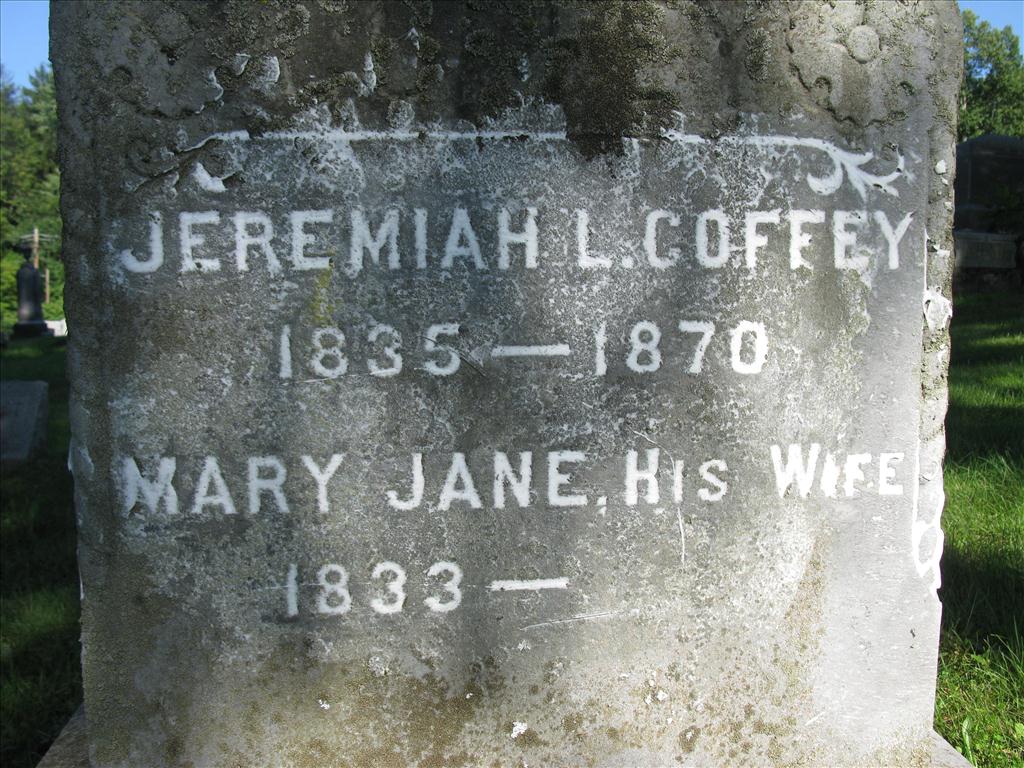 JEREMIAH L. COFFEY
1835 — 1870
MARY JANE, HIS WIFE
1833 —